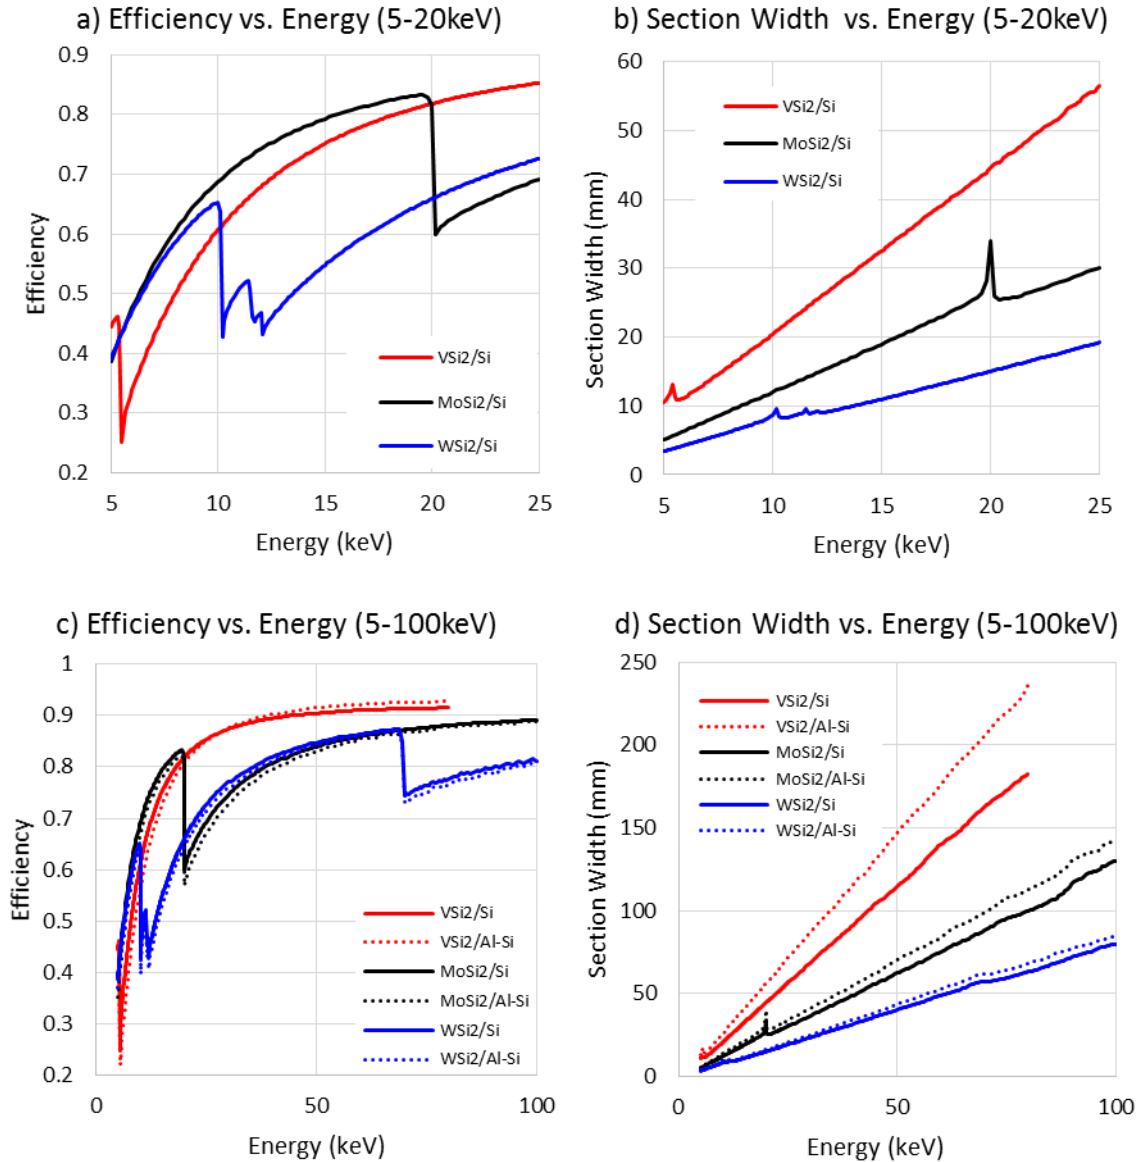 a) Efficiency vs. Energy (5-20keV)
0.9
0.8
0.7
0.6
0.5
0.4
0.3
0.2
Efficiency
VSi2/Si
MoSi2/Si
WSi2/Si
5
10
15
20
25
Energy (keV)
b) Section Width vs. Energy (5-20keV)
60
50
40
30
20
10
0
Section Width (mm)
VSi2/Si
MoSi2/Si
WSi2/Si
5
10
15
20
25
Energy (keV)
c) Efficiency vs. Energy (5-100keV)
1
0.9
0.8
0.7
0.6
0.5
0.4
0.3
0.2
Efficiency
VSi2/Si
VSi2/Al-Si
MoSi2/Si
MoSi2/Al-Si
WSi2/Si
WSi2/Al-Si
0
50
100
Energy (keV)
d) Section Width vs. Energy (5-100keV)
250
200
150
100
50
0
Section Width (mm)
VSi2/Si
VSi2/Al-Si
MoSi2/Si
MoSi2/Al-Si
WSi2/Si
WSi2/Al-Si
0
50
100
Energy (keV)